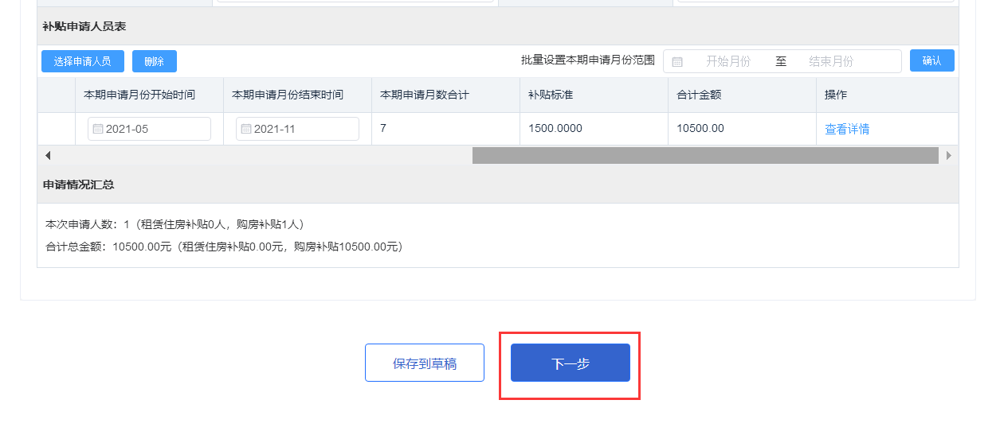 补贴申请人员表
选择申请人员 删除 批量设置本期申请月份范围 开始月份 至 结束月份 确认
本期申请月份开始时间 本期申请月份结束时间 本期申请月数合计 补贴标准 合计金额 操作
2021-05 2021-11 7 1500.0000 10500.00 查看详情
申请情况汇总
本次申请人数：1（租赁住房补贴0人，购房补贴1人）
合计总金额：10500.00元（租赁住房补贴0.00元，购房补贴10500.00元）
保存到草稿 下一步